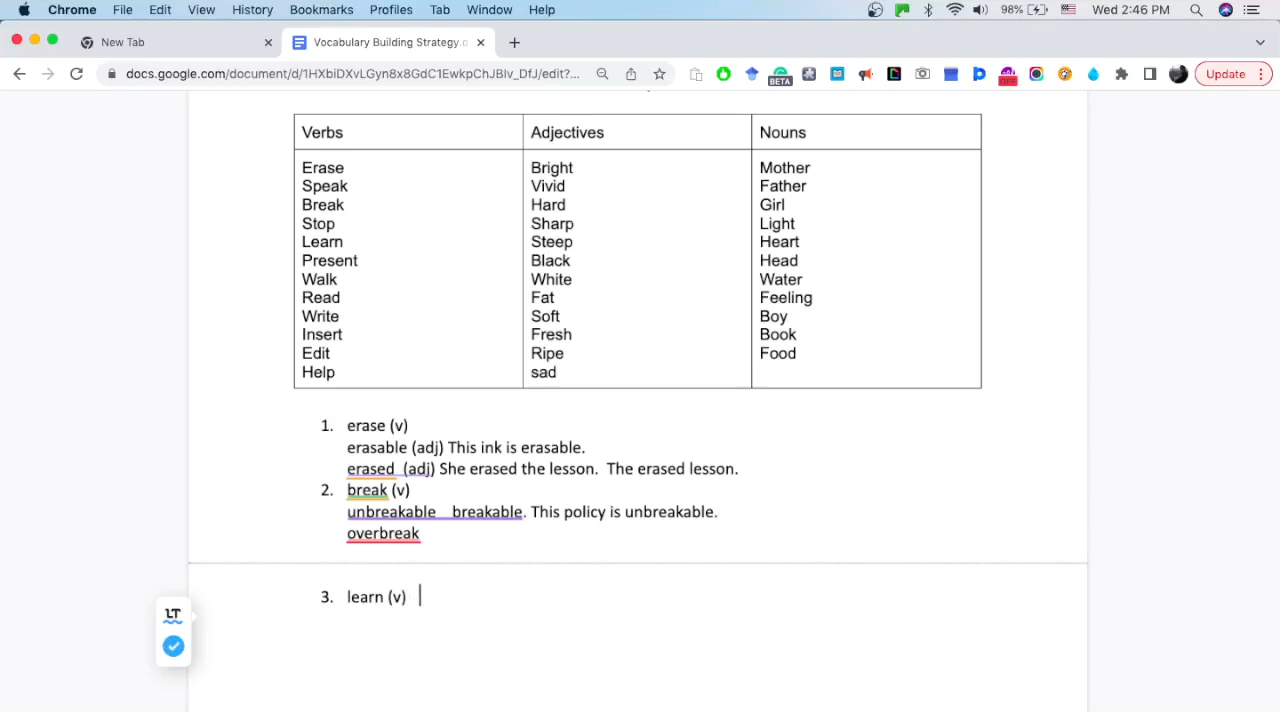 Chrome File Edit View History Bookmarks Profiles Tab Window Help 98% Wed 2:46 PM
New Tab Vocabulary Building Strategy.o
docs.google.com/document/d/1HXbiDXvLGyn8x8GdC1EwkpChJBlv_DfJ/edit?... BETA OFF Update
Verbs Adjectives Nouns
Erase Bright Mother
Speak Vivid Father
Break Hard Girl
Stop Sharp Light
Learn Steep Heart
Present Black Head
Walk White Water
Read Fat Feeling
Write Soft Boy
Insert Fresh Book
Edit Ripe Food
Help sad
1. erase (v)
erasable (adj) This ink is erasable.
erased (adj) She erased the lesson. The erased lesson.
2. break (v)
unbreakable breakable. This policy is unbreakable.
overbreak
3. learn (v)
LT